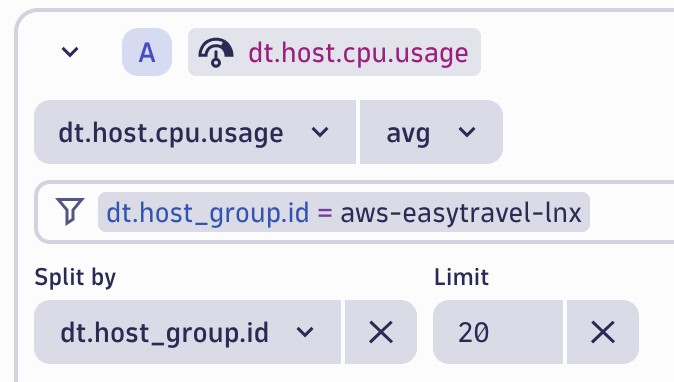 A dt.host.cpu.usage
dt.host.cpu.usage avg
dt.host_group.id = aws-easytravel-lnx
Split by Limit
dt.host_group.id 20